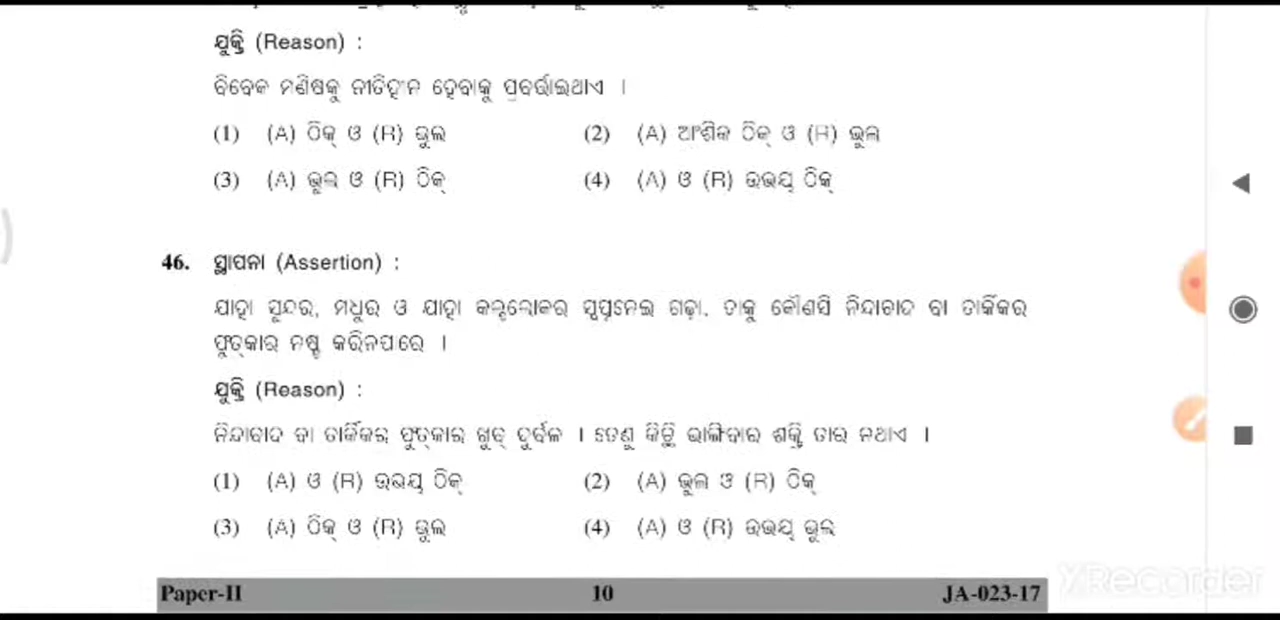 ଯୁକ୍ତି (Reason) :
ବିବେକ ମଣିଷକୁ ନୀତିହୀନ ହେବାକୁ ପ୍ରବର୍ତ୍ତାଇଥାଏ ।
(1) (A) ଠିକ୍ ଓ (R) ଭୁଲ (2) (A) ଆଂଶିକ ଠିକ୍ ଓ (R) ଭୁଲ
(3) (A) ଭୁଲ ଓ (R) ଠିକ୍ (4) (A) ଓ (R) ଉଭୟ ଠିକ୍
46. ସ୍ଥାପନା (Assertion) :
ଯାହା ସୁନ୍ଦର, ମଧୁର ଓ ଯାହା କଳ୍ପଲୋକର ସ୍ୱପ୍ନନେଇ ଗଢ଼ା, ତାକୁ କୌଣସି ନିନ୍ଦାବାଦ ବା ତାର୍କିକର
ଫୁତ୍କାର ନଷ୍ଟ କରିନପାରେ ।
ଯୁକ୍ତି (Reason) :
ନିନ୍ଦାବାଦ ବା ତାର୍କିକର ଫୁତ୍କାର ଖୁବ୍ ଦୁର୍ବଳ । ତେଣୁ କିଛି ଭାଙ୍ଗିବାର ଶକ୍ତି ତାର ନଥାଏ ।
(1) (A) ଓ (R) ଉଭୟ ଠିକ୍ (2) (A) ଭୁଲ ଓ (R) ଠିକ୍
(3) (A) ଠିକ୍ ଓ (R) ଭୁଲ (4) (A) ଓ (R) ଉଭୟ ଭୁଲ
Paper-II 10 JA-023-17
XRecorder